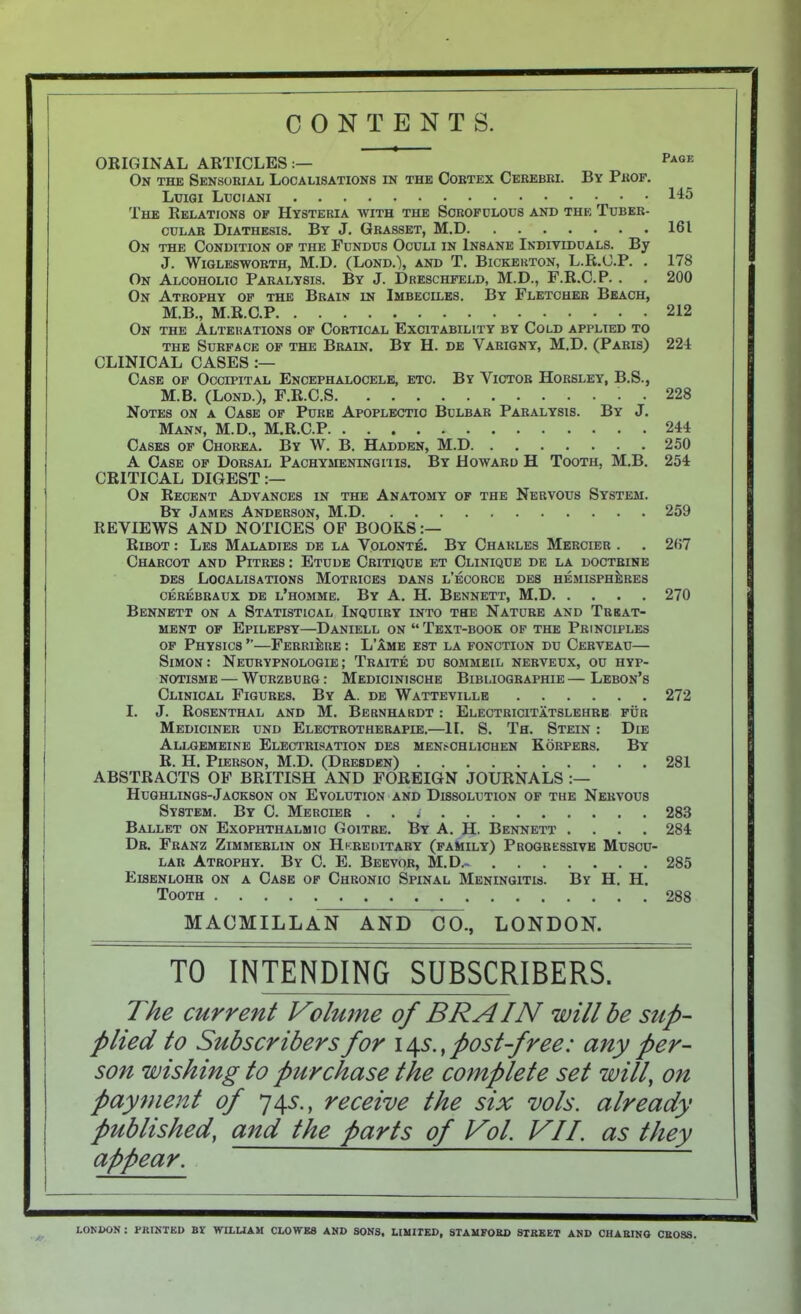 CONTENTS.
ORIGINAL ARTICLES :— PAGE
ON THE SENSORIAL LOCALISATIONS IN THE CORTEX CEREBRI. BY PROF.
LUIGI LUCIANI . . . . . . . . . . . . . . . . 145
THE RELATIONS OF HYSTERIA WITH THE SCROFULOUS AND THE TUBER-
CULAR DIATHESIS. BY J. GRASSET, M.D. . . . . . . . . 161
ON THE CONDITION OF THE FUNDUS OCULI IN INSANE INDIVIDUALS. By
J. WIGLESWORTH, M.D. (LOND.), AND T. BICKERTON, L.R.C.P. . 178
ON ALCOHOLIC PARALYSIS. BY J. DRESCHFELD, M.D., F.R.C.P. . . 200
ON ATROPHY OF THE BRAIN IN IMBECILES. BY FLETCHER BEACH,
M.B., M.R.C.P. . . . . . . . . . . . . . . . . 212
ON THE ALTERATIONS OF CORTICAL EXCITABILITY BY COLD APPLIED TO
THE SURFACE OF THE BRAIN. BY H. DE VARIGNY, M.D. (PARIS) 224
CLINICAL CASES :—
CASE OF OCCIPITAL ENCEPHALOCELE, ETC. BY VICTOR HORSLEY, B.S.,
M.B. (LOND.), F.R.C.S. . . . . . . . . . . . . . 228
NOTES ON A CASE OF PURE APOPLECTIC BULBAR PARALYSIS. BY J.
MANN, M.D., M.R.C.P. . . . . . . . . . . . . . . 244
CASES OF CHOREA. BY W. B. HADDEN, M.D. . . . . . . . 250
A CASE OF DORSAL PACHYMENINGITIS. BY HOWARD H TOOTH, M.B. 254
CRITICAL DIGEST :—
ON RECENT ADVANCES IN THE ANATOMY OF THE NERVOUS SYSTEM.
BY JAMES ANDERSON, M.D. . . . . . . . . . . . . 259
REVIEWS AND NOTICES OF BOOKS :—
RIBOT : LES MALADIES DE LA VOLONTÉ. BY CHARLES MERCIER . . 267
CHARCOT AND PITRES : ETUDE CRITIQUE ET CLINIQUE DE LA DOCTRINE
DES LOCALISATIONS MOTRICES DANS L'ÉCORCE DES HÉMISPHÈRES
CÉRÉBRAUX DE L'HOMME. BY A. H. BENNETT, M.D. . . . . 270
BENNETT ON A STATISTICAL INQUIRY INTO THE NATURE AND TREAT-
MENT OF EPILEPSY—DANIELL ON "TEXT-BOOK OF THE PRINCIPLES
OF PHYSICS"—FERRIÈRE : L'ÂME EST LA FONCTION DU CERVEAU—
SIMON : NEURYPNOLOGIE; TRAITÉ DU SOMMEIL NERVEUX, OU HYP-
NOTISME — WURZBURG : MEDICINISCHE BIBLIOGRAPHIE — LEBON'S
CLINICAL FIGURES. BY A. DE WATTEVILLE . . . . . . 272
I. J. ROSENTHAL AND M. BERNHARDT : ELECTRICITÄTSLEHRE FÜR
MEDICINER UND ELECTROTHERAPIE.—II. S. TH. STEIN : DIE
ALLGEMEINE ELECTRISATION DES MENSCHLICHEN KÖRPERS. BY
R. H. PIERSON, M.D. (DRESDEN) . . . . . . . . . . 281
ABSTRACTS OF BRITISH AND FOREIGN JOURNALS :—
HUGHLINGS-JACKSON ON EVOLUTION AND DISSOLUTION OF THE NERVOUS
SYSTEM. BY C. MERCIER . . . . . . . . . . . . 283
BALLET ON EXOPHTHALMIC GOITRE. BY A. H. BENNETT . . . . 284
DR. FRANZ ZIMMERLIN ON HEREDITARY (FAMILY) PROGRESSIVE MUSCU-
LAR ATROPHY. BY C. E. BEEVOR, M.D. . . . . . . . 285
EISENLOHR ON A CASE OF CHRONIC SPINAL MENINGITIS. BY H. H.
TOOTH . . . . . . . . . . . . . . . . . . 288
MACMILLAN AND CO., LONDON.
TO INTENDING SUBSCRIBERS.
The current Volume of BRAIN will be sup-
plied to Subscribers for 14s., post-free: any per-
son wishing to purchase the complete set will, on
payment of 74s., receive the six vols. already
published, and the parts of Vol. VII. as they
appear.
LONDON : PRINTED BY WILLIAM CLOWES AND SONS, LIMITED, STAMFORD STREET AND CHARING CROSS.